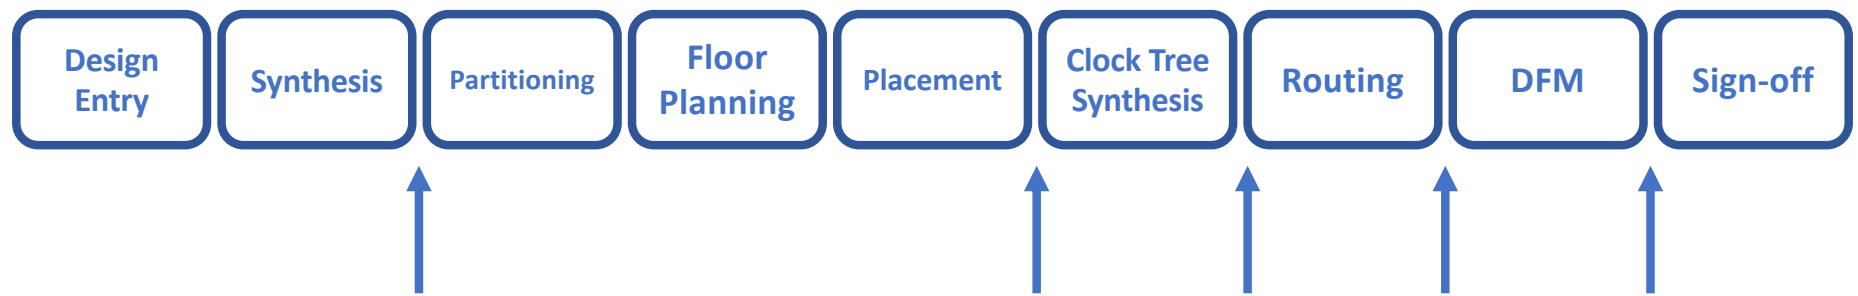 Design
Entry
Synthesis
Partitioning
Floor
Planning
Placement
Clock Tree
Synthesis
Routing
DFM
Sign-off